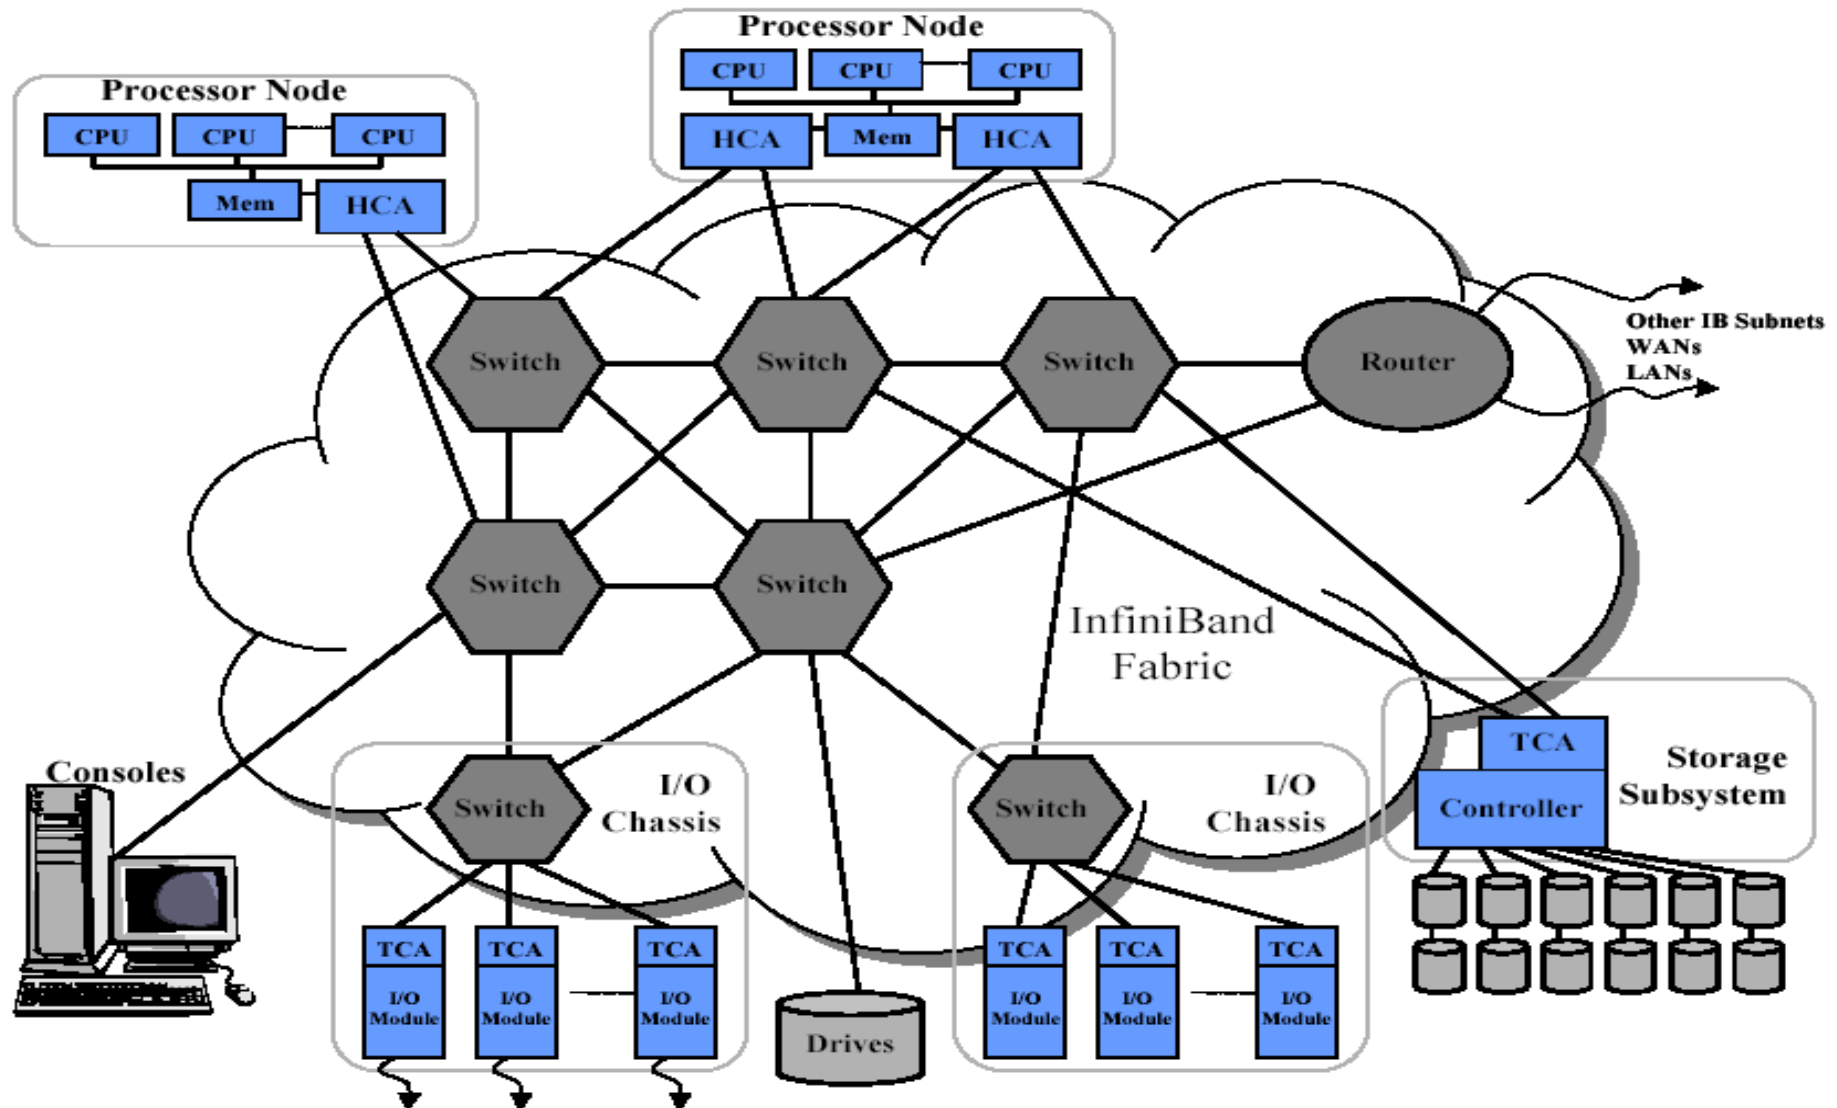 Processor Node
CPU CPU CPU
HCA Mem HCA
Processor Node
CPU CPU CPU
Mem HCA
Switch Switch Switch Router
Other IB Subnets
WANs
LANs
Switch Switch
InfiniBand
Fabric
Consoles
Switch
I/O
Chassis
Switch
I/O
Chassis
TCA
Controller
Storage
Subsystem
TCA TCA TCA
I/O
Module
I/O
Module
I/O
Module
Drives
TCA TCA TCA
I/O
Module
I/O
Module
I/O
Module